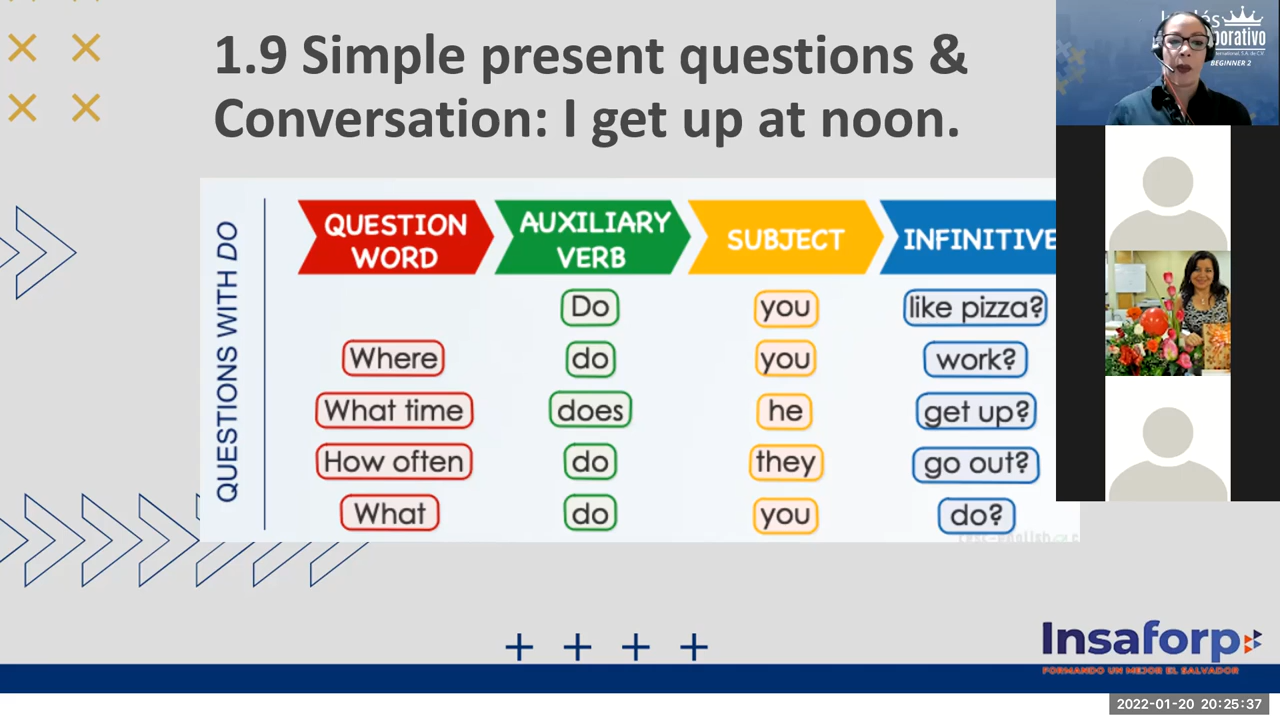 1.9 Simple present questions &
Conversation: I get up at noon.
QUESTIONS WITH DO
QUESTION WORD
AUXILIARY VERB
SUBJECT
INFINITIVE
Do you like pizza?
Where do you work?
What time does he get up?
How often do they go out?
What do you do?
BEGINNER 2
Insaforp
FORMANDO UN MEJOR EL SALVADOR
2022-01-20 20:25:37